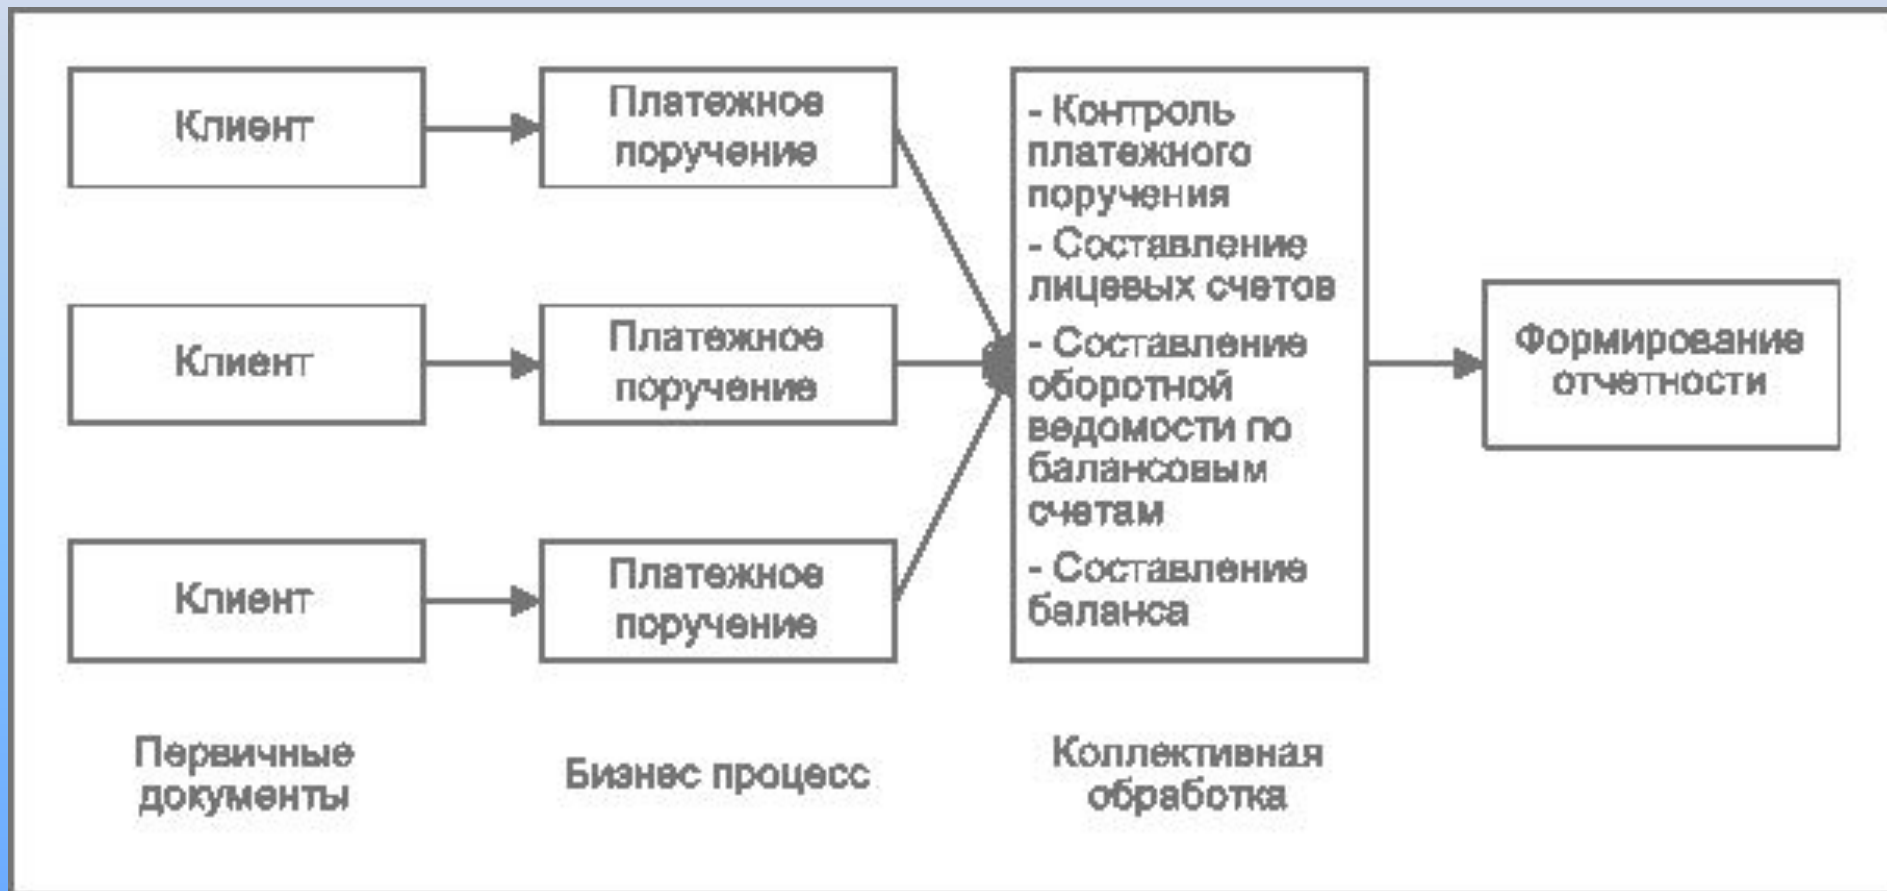 Клиент
Платежное
поручение
Клиент
Платежное
поручение
Клиент
Платежное
поручение
- Контроль
платежного
поручения
- Составление
лицевых счетов
- Составление
оборотной
ведомости по
балансовым
счетам
- Составление
баланса
Формирование
отчетности
Первичные
документы
Бизнес процесс
Коллективная
обработка